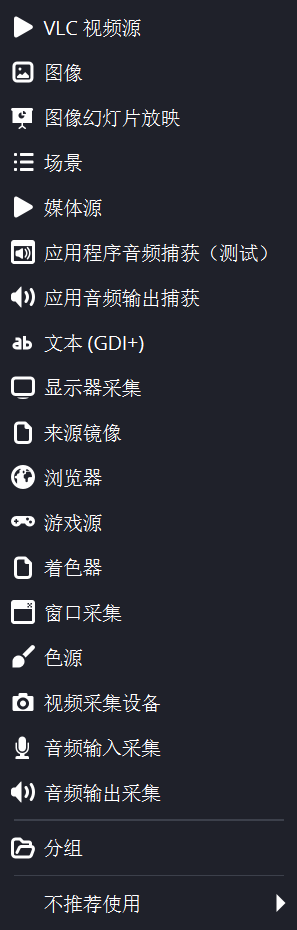 VLC 视频源
图像
图像幻灯片放映
场景
媒体源
应用程序音频捕获（测试）
应用音频输出捕获
ab 文本 (GDI+)
显示器采集
来源镜像
浏览器
游戏源
着色器
窗口采集
色源
视频采集设备
音频输入采集
音频输出采集
分组
不推荐使用